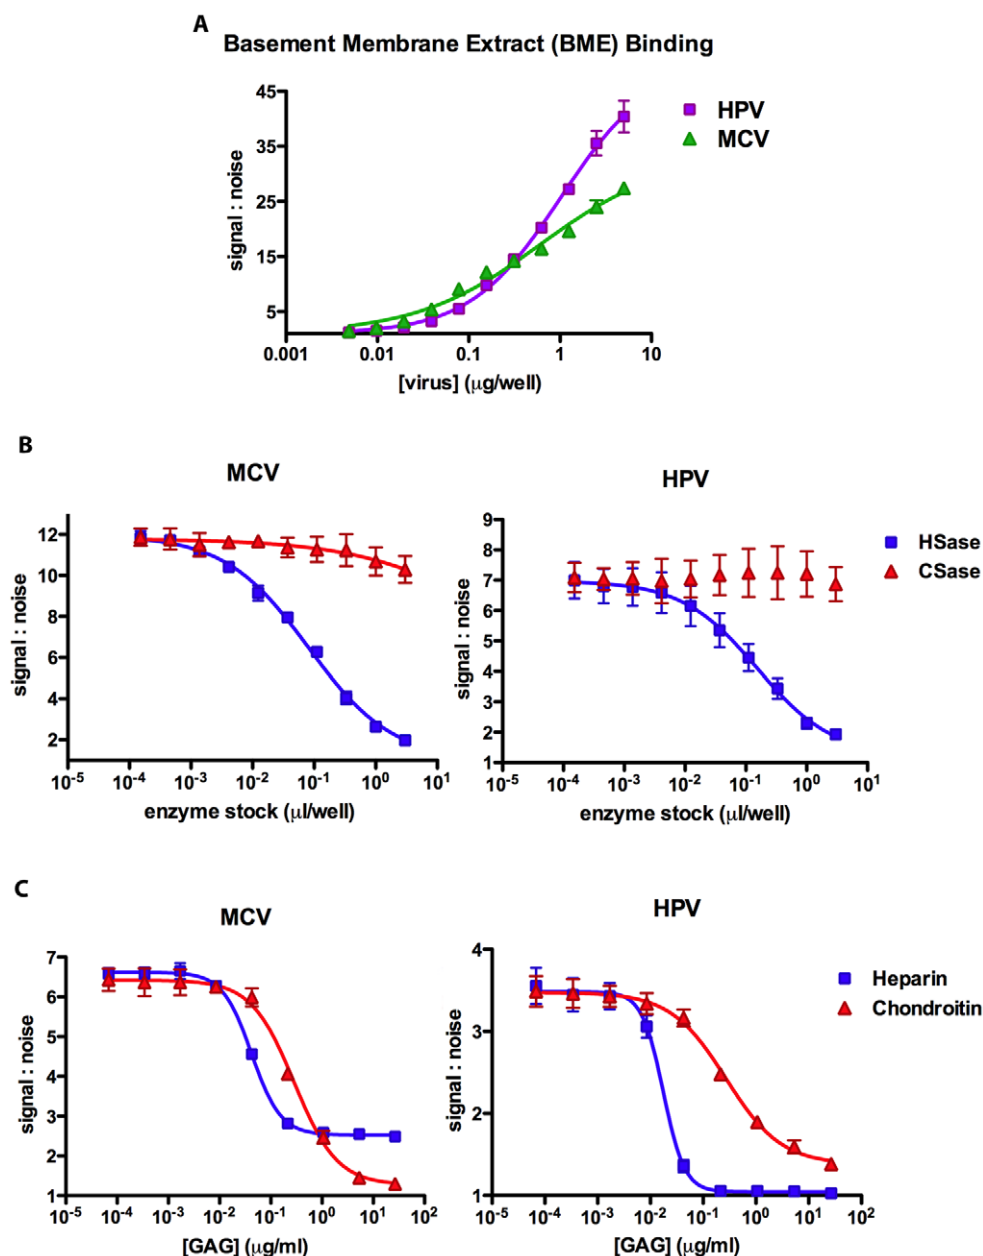 A
Basement Membrane Extract (BME) Binding
45
35
25
15
5
signal : noise
0.001
0.01
0.1
1
10
[virus] (μg/well)
HPV
MCV
B
MCV
12
10
8
6
4
2
signal : noise
10⁻⁵
10⁻⁴
10⁻³
10⁻²
10⁻¹
10⁰
10¹
enzyme stock (μl/well)
HPV
9
8
7
6
5
4
3
2
1
signal : noise
10⁻⁵
10⁻⁴
10⁻³
10⁻²
10⁻¹
10⁰
10¹
enzyme stock (μl/well)
HSase
CSase
C
MCV
7
6
5
4
3
2
1
signal : noise
10⁻⁵
10⁻⁴
10⁻³
10⁻²
10⁻¹
10⁰
10¹
10²
[GAG] (μg/ml)
HPV
4
3
2
1
signal : noise
10⁻⁵
10⁻⁴
10⁻³
10⁻²
10⁻¹
10⁰
10¹
10²
[GAG] (μg/ml)
Heparin
Chondroitin